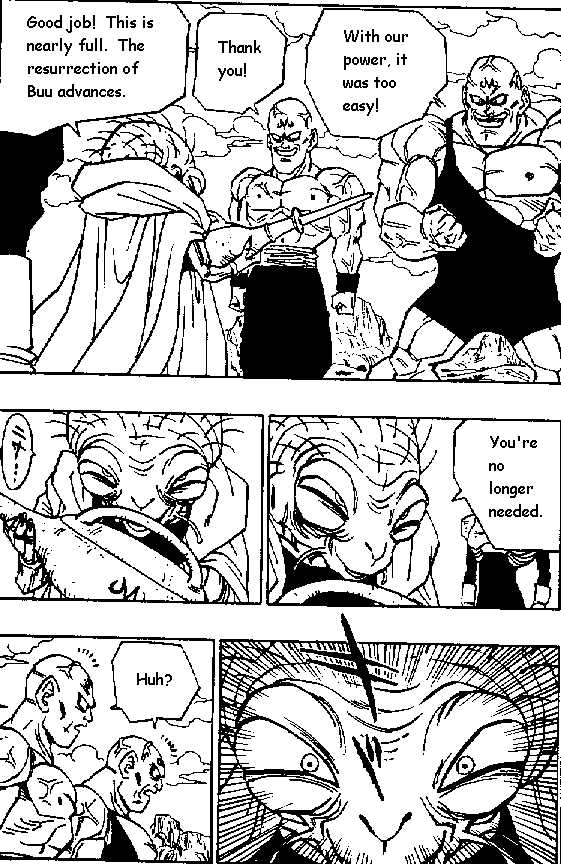 Good job! This is
nearly full. The
resurrection of
Buu advances.
Thank
you!
With our
power, it
was too
easy!
You're
no
longer
needed.
Huh?